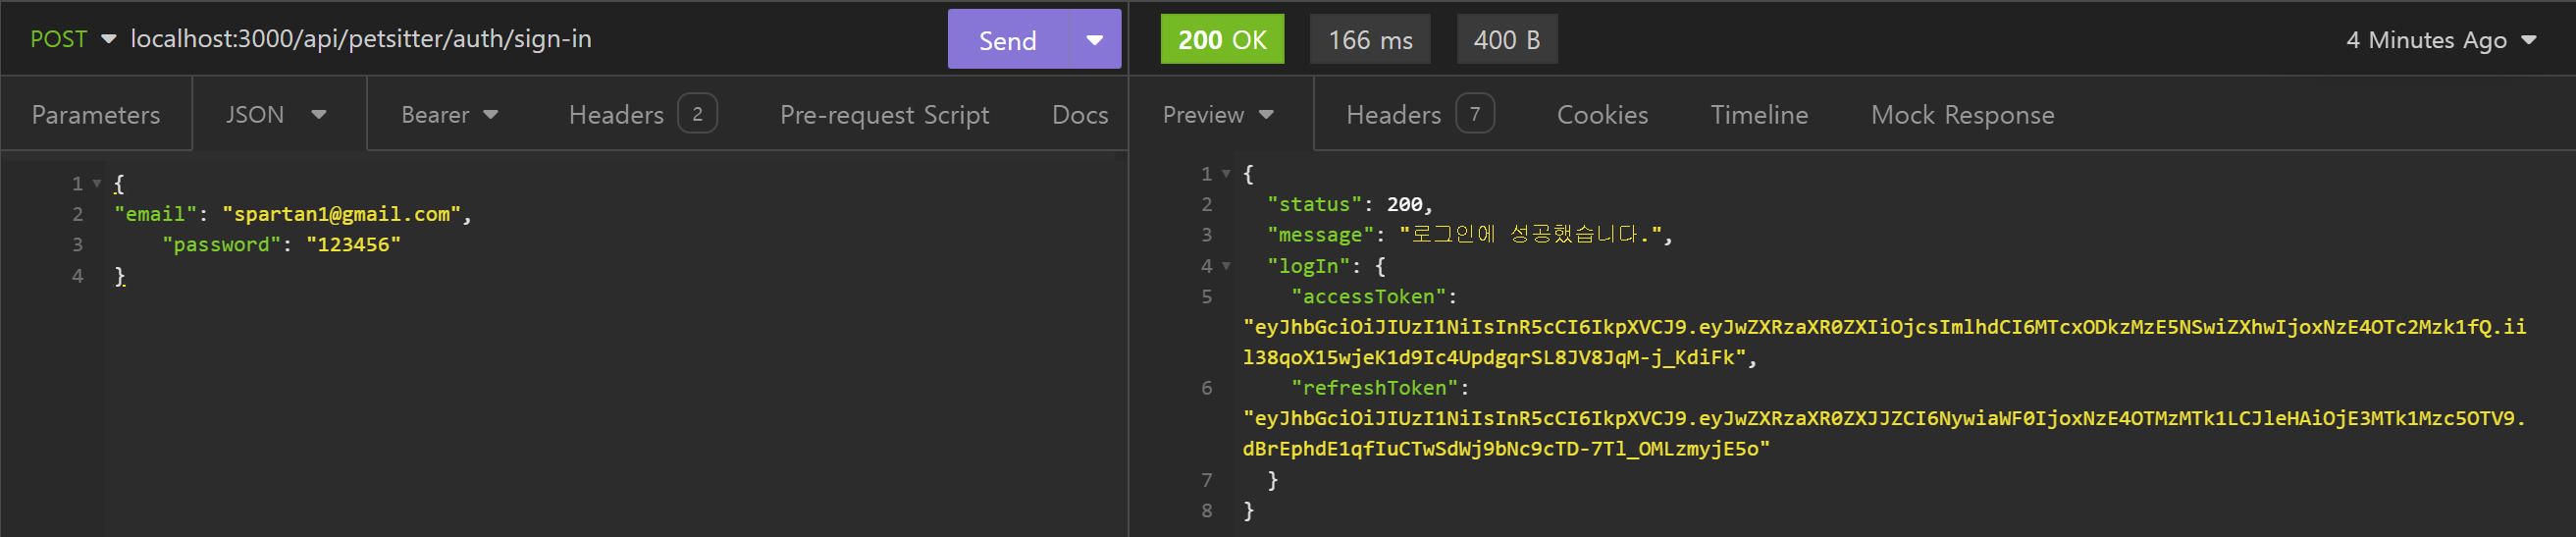 POST localhost:3000/api/petsitter/auth/sign-in Send
200 OK 166 ms 400 B 4 Minutes Ago
Parameters JSON Bearer Headers 2 Pre-request Script Docs
Preview Headers 7 Cookies Timeline Mock Response
1 {
2 "email": "spartan1@gmail.com",
3 "password": "123456"
4 }
1 {
2 "status": 200,
3 "message": "로그인에 성공했습니다.",
4 "logIn": {
5 "accessToken":
"eyJhbGciOiJIUzI1NiIsInR5cCI6IkpXVCJ9.eyJwZXRzaXR0ZXIiOjcsImlhdCI6MTcxODkzMzE5NSwiZXhwIjoxNzE4OTc2Mzk1fQ.ii
l38qoX15wjeK1d9Ic4UpdgqrSL8JV8JqM-j_KdiFk",
6 "refreshToken":
"eyJhbGciOiJIUzI1NiIsInR5cCI6IkpXVCJ9.eyJwZXRzaXR0ZXJJZCI6NywiaWF0IjoxNzE4OTMzMTk1LCJleHAiOjE3MTk1Mzc5OTV9.
dBrEphdE1qfIuCTwSdWj9bNc9cTD-7Tl_OMLzmyjE5o"
7 }
8 }